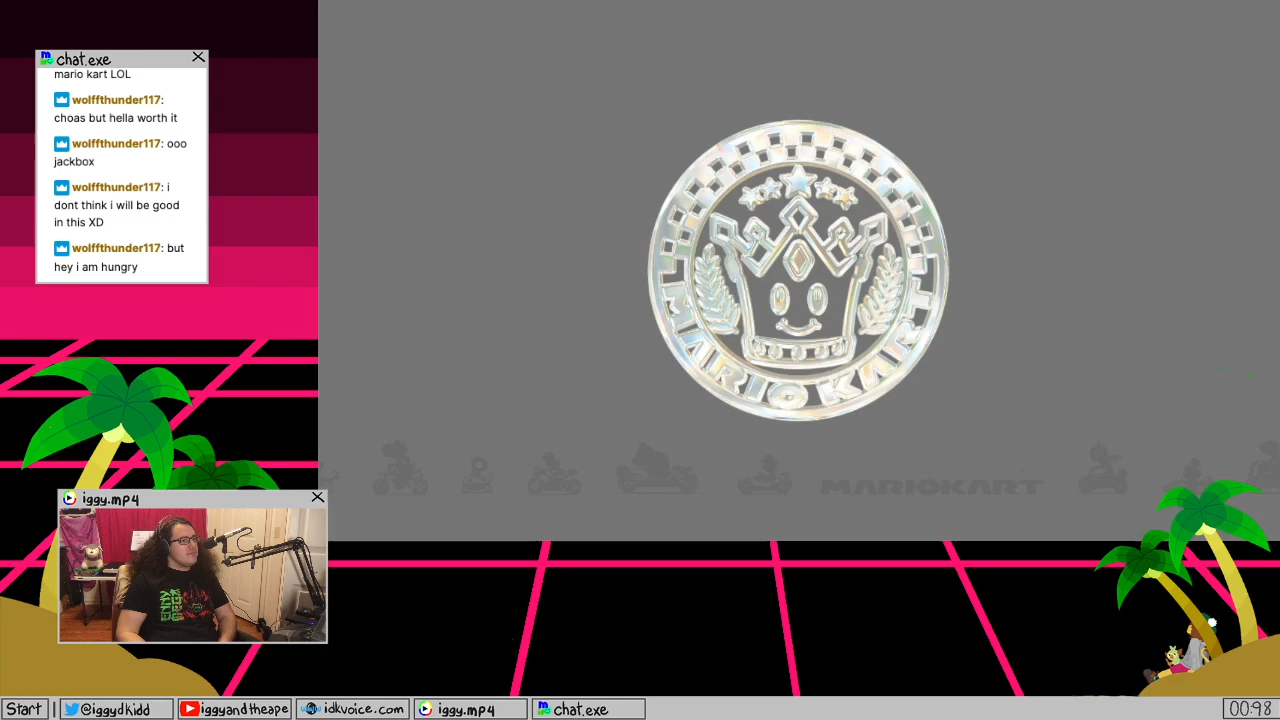 chat.exe
mario kart LOL
wolffthunder117:
choas but hella worth it
wolffthunder117: ooo
jackbox
wolffthunder117: i
dont think i will be good
in this XD
wolffthunder117: but
hey i am hungry
MARIO KART
MARIOKART
iggy.mp4
Start | @iggydkidd iggyandtheape idkvoice.com iggy.mp4 chat.exe 00:98